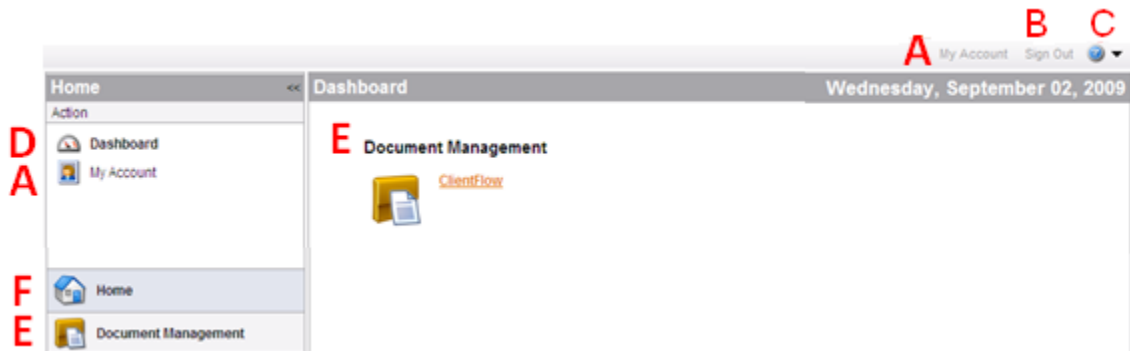 B C
A My Account Sign Out ?
Home << Dashboard Wednesday, September 02, 2009
Action
D Dashboard E Document Management
A My Account ClientFlow
F Home
E Document Management